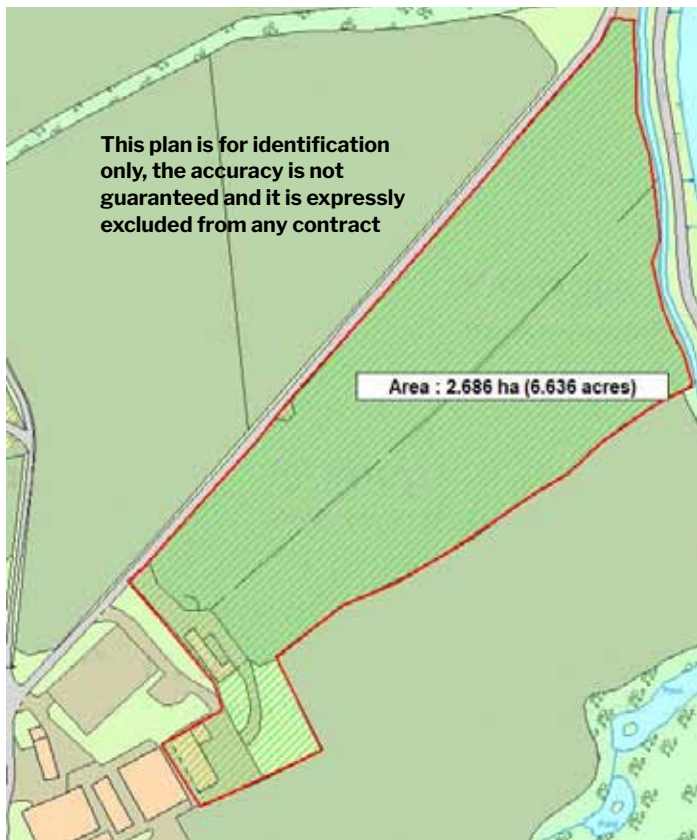 This plan is for identification
only, the accuracy is not
guaranteed and it is expressly
excluded from any contract
Area : 2.686 ha (6.636 acres)